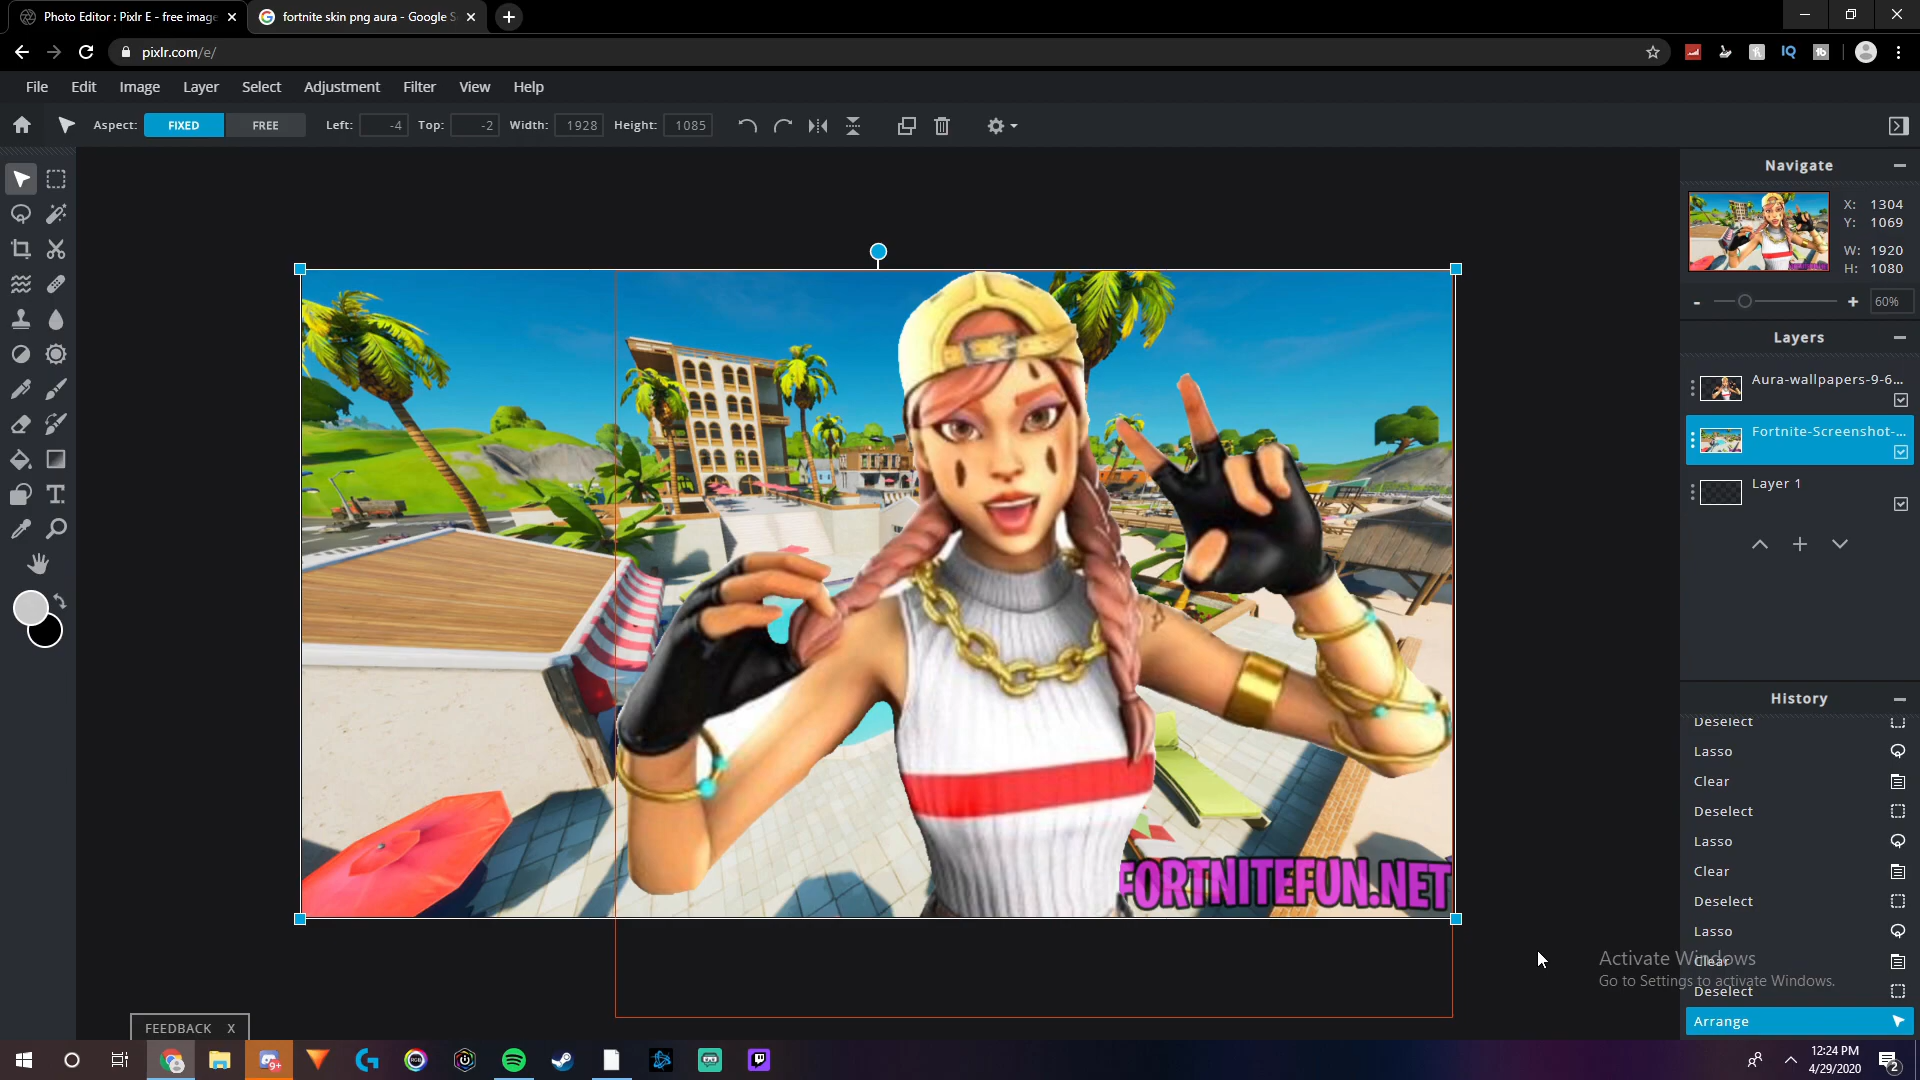 Photo Editor : Pixlr E - free image
fortnite skin png aura - Google S
pixlr.com/e/
File Edit Image Layer Select Adjustment Filter View Help
Aspect: FIXED FREE Left: -4 Top: -2 Width: 1928 Height: 1085
Navigate
X: 1304
Y: 1069
W: 1920
H: 1080
- + 60%
Layers
Aura-wallpapers-9-6...
Fortnite-Screenshot-...
Layer 1
History
Deselect
Lasso
Clear
Deselect
Lasso
Clear
Deselect
Lasso
Clear
Deselect
Arrange
FORTNITEFUN.NET
Activate Windows
Go to Settings to activate Windows.
FEEDBACK X
9+
12:24 PM
4/29/2020
2